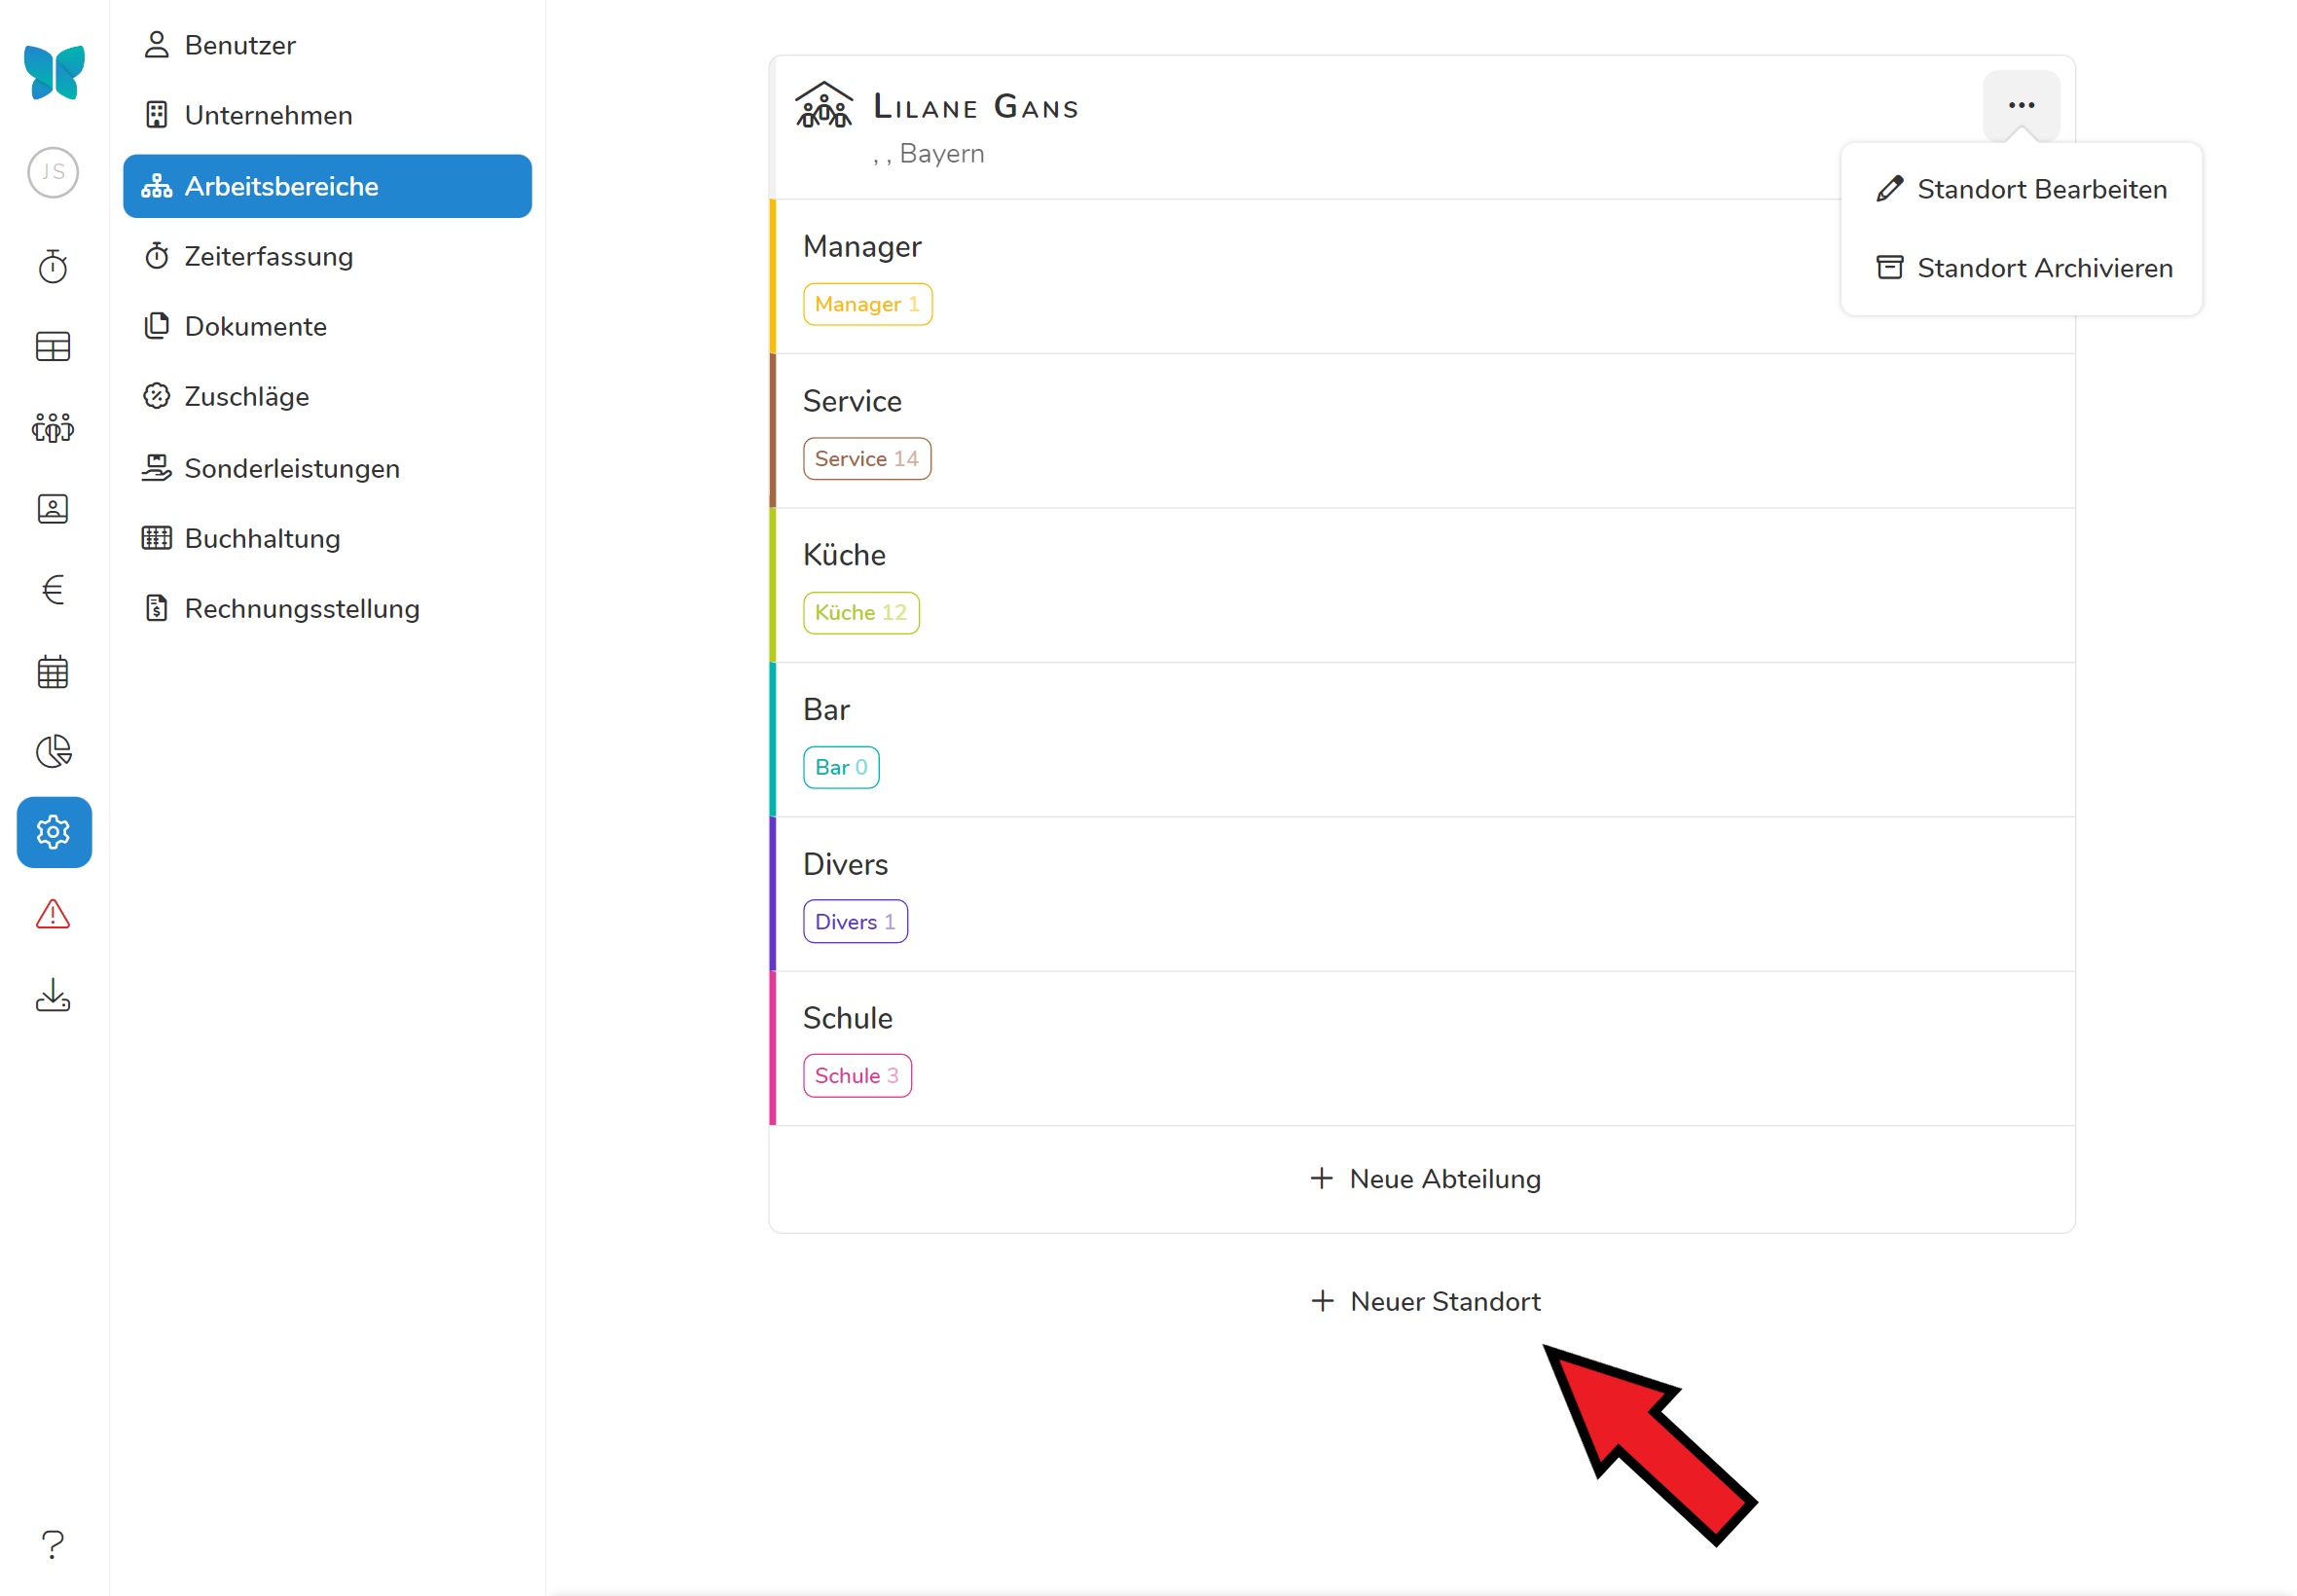 JS
Benutzer
Unternehmen
Arbeitsbereiche
Zeiterfassung
Dokumente
Zuschläge
Sonderleistungen
Buchhaltung
Rechnungsstellung
?
Lilane Gans
, , Bayern
Standort Bearbeiten
Standort Archivieren
Manager
Manager 1
Service
Service 14
Küche
Küche 12
Bar
Bar 0
Divers
Divers 1
Schule
Schule 3
+ Neue Abteilung
+ Neuer Standort